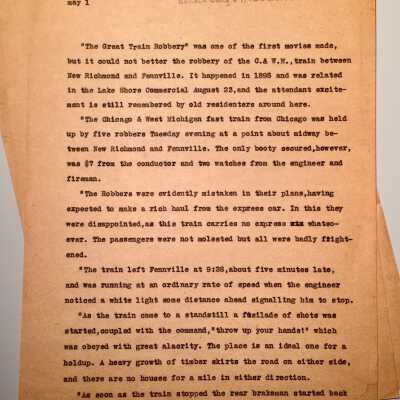 may 1
"The Great Train Robbery" was one of the first movies made,
but it could not better the robbery of the C.& W.M., train between
New Richmond and Fennville. It happened in 1895 and was related
in the Lake Shore Commercial August 23,and the attendant excite-
ment is still remembered by old residenters around here.
"The Chicago & West Michigan fast train from Chicago was held
up by five robbers Tuesday evening at a point about midway be-
tween New Richmond and Fennville. The only booty secured,however,
was $7 from the conductor and two watches from the engineer and
fireman.
"The Robbers were evidently mistaken in their plans,having
expected to make a rich haul from the express car. In this they
were disappointed,as this train carries no express whatso-
ever. The passengers were not molested but all were badly fright-
ened.
"The train left Fennville at 9:38,about five minutes late,
and was running at an ordinary rate of speed when the engineer
noticed a white light some distance ahead signalling him to stop.
"As the train came to a standstill a fusilade of shots was
started,coupled with the command,"throw up your hands!" which
was obeyed with great alacrity. The place is an ideal one for a
holdup. A heavy growth of timber skirts the road on either side,
and there are no houses for a mile in either direction.
"As soon as the train stopped the rear brakeman started back